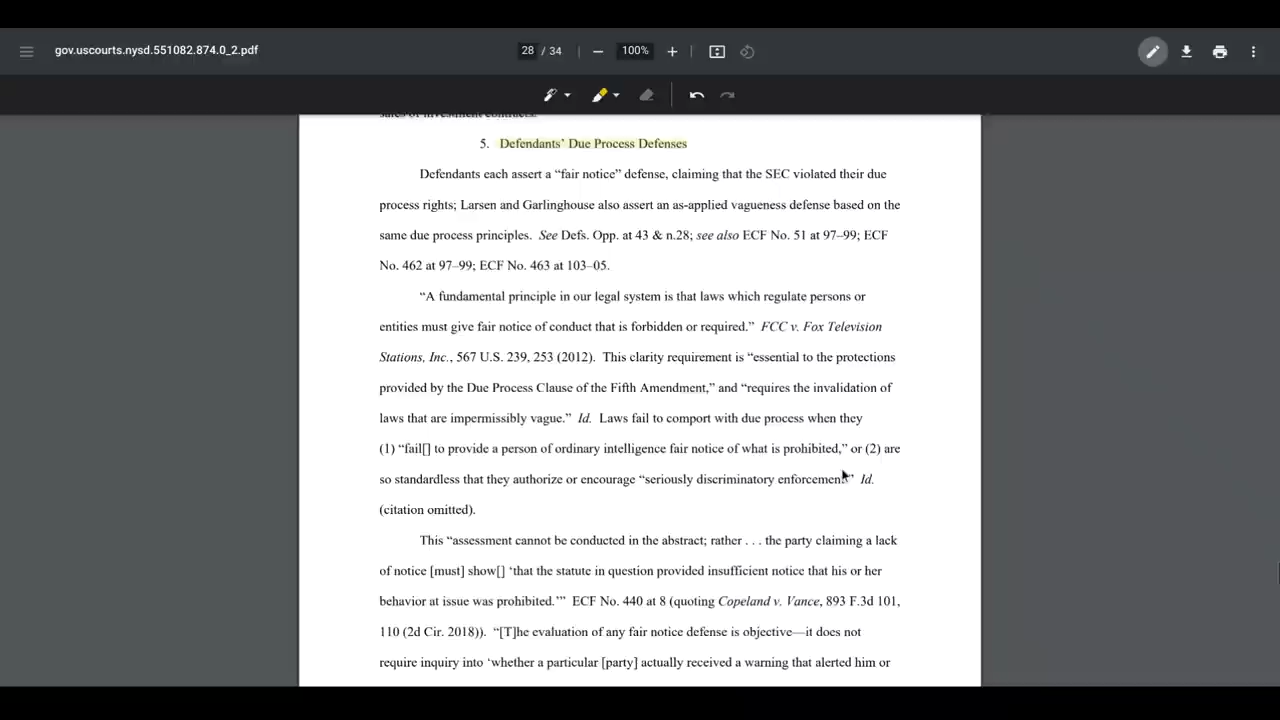 gov.uscourts.nysd.551082.874.0_2.pdf
28 / 34
100%
sales of investment contracts.
5. Defendants’ Due Process Defenses
Defendants each assert a “fair notice” defense, claiming that the SEC violated their due
process rights; Larsen and Garlinghouse also assert an as-applied vagueness defense based on the
same due process principles. See Defs. Opp. at 43 & n.28; see also ECF No. 51 at 97–99; ECF
No. 462 at 97–99; ECF No. 463 at 103–05.
“A fundamental principle in our legal system is that laws which regulate persons or
entities must give fair notice of conduct that is forbidden or required.” FCC v. Fox Television
Stations, Inc., 567 U.S. 239, 253 (2012). This clarity requirement is “essential to the protections
provided by the Due Process Clause of the Fifth Amendment,” and “requires the invalidation of
laws that are impermissibly vague.” Id. Laws fail to comport with due process when they
(1) “fail[] to provide a person of ordinary intelligence fair notice of what is prohibited,” or (2) are
so standardless that they authorize or encourage “seriously discriminatory enforcement.” Id.
(citation omitted).
This “assessment cannot be conducted in the abstract; rather . . . the party claiming a lack
of notice [must] show[] ‘that the statute in question provided insufficient notice that his or her
behavior at issue was prohibited.’” ECF No. 440 at 8 (quoting Copeland v. Vance, 893 F.3d 101,
110 (2d Cir. 2018)). “[T]he evaluation of any fair notice defense is objective—it does not
require inquiry into ‘whether a particular [party] actually received a warning that alerted him or